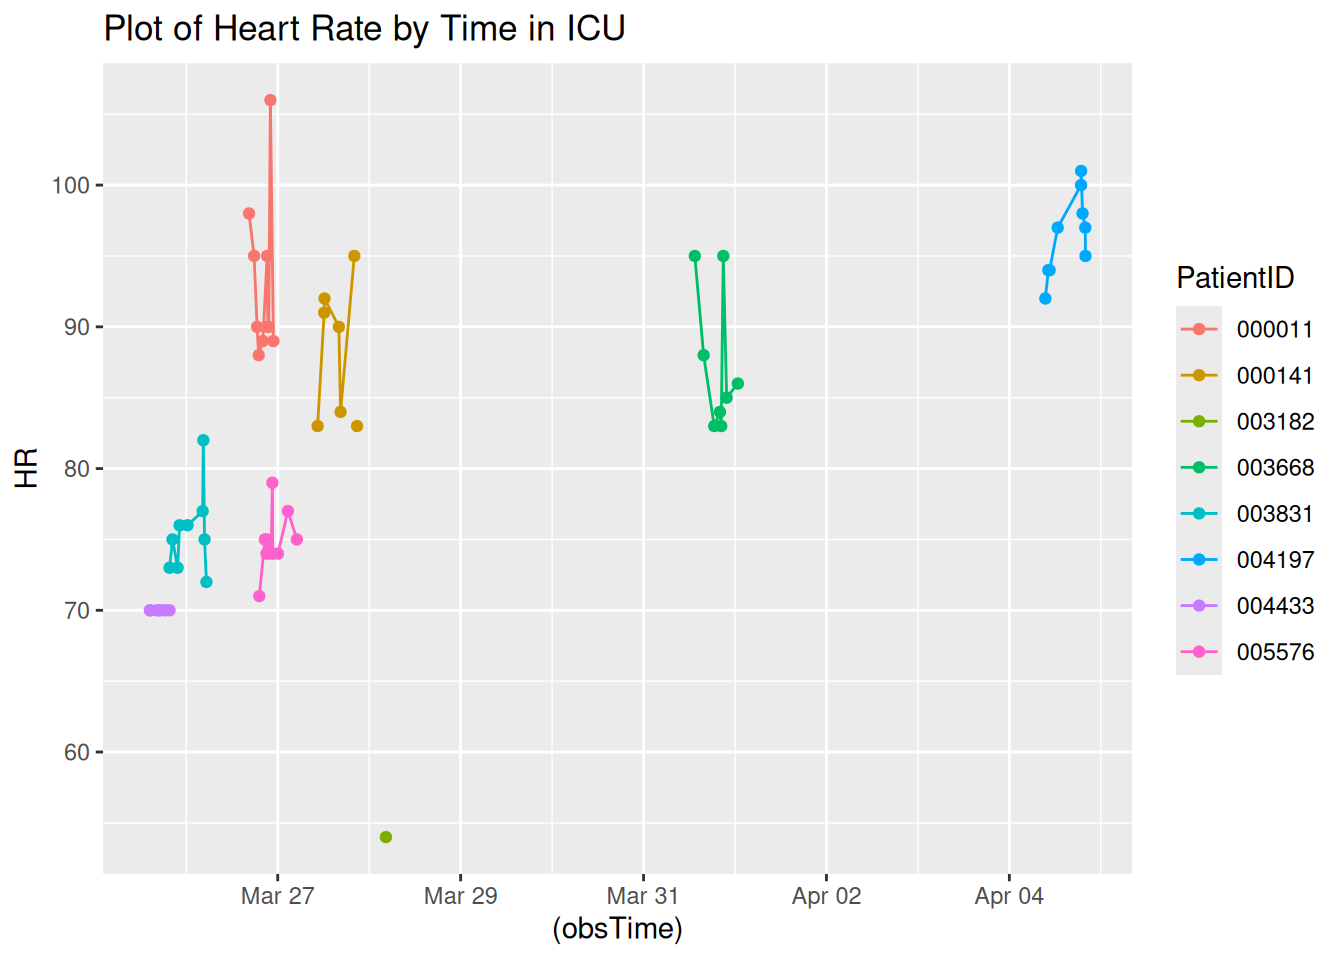 Plot of Heart Rate by Time in ICU
HR
100
90
80
70
60
Mar 27
Mar 29
Mar 31
Apr 02
Apr 04
(obsTime)
PatientID
000011
000141
003182
003668
003831
004197
004433
005576